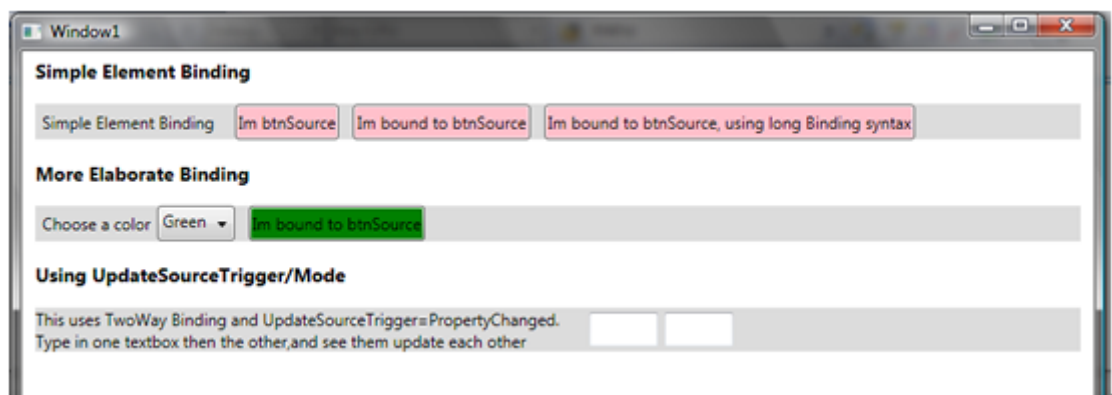 Window1
Simple Element Binding
Simple Element Binding Im btnSource Im bound to btnSource Im bound to btnSource, using long Binding syntax
More Elaborate Binding
Choose a color Green Im bound to btnSource
Using UpdateSourceTrigger/Mode
This uses TwoWay Binding and UpdateSourceTrigger=PropertyChanged.
Type in one textbox then the other,and see them update each other